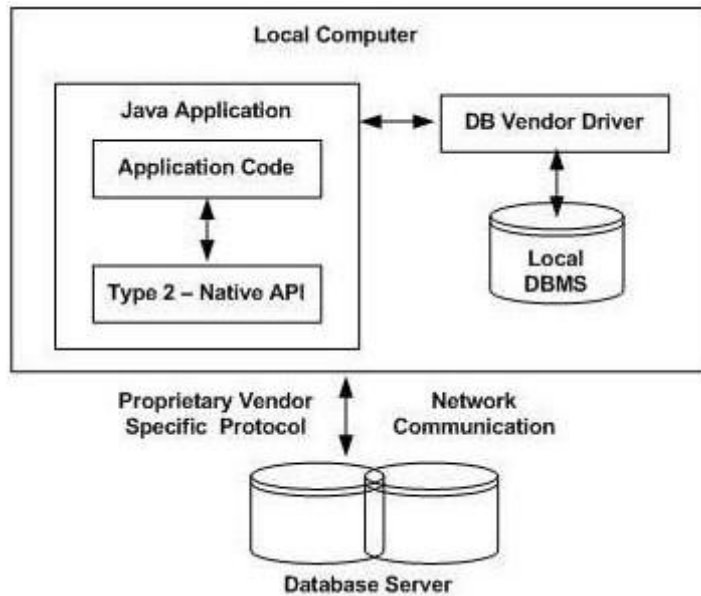 Local Computer
Java Application
Application Code
Type 2 – Native API
DB Vendor Driver
Local
DBMS
Proprietary Vendor
Specific Protocol
Network
Communication
Database Server